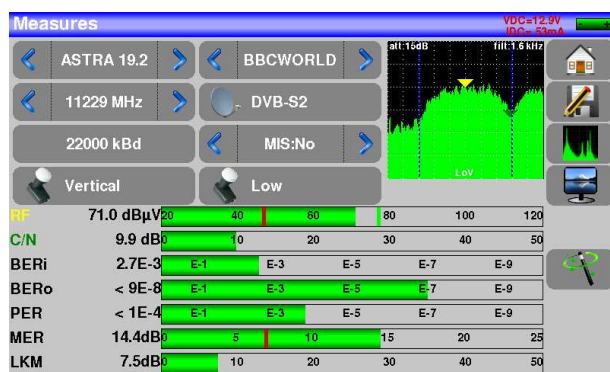 Measures
VDC=12.9V
IDC= 53mA
ASTRA 19.2
BBCWORLD
att:15dB
filt:1.6 kHz
11229 MHz
DVB-S2
22000 kBd
MIS:No
Vertical
Low
LoV
RF 71.0 dBµV 20 40 60 80 100 120
C/N 9.9 dB 0 10 20 30 40 50
BERi 2.7E-3 E-1 E-3 E-5 E-7 E-9
BERo < 9E-8 E-1 E-3 E-5 E-7 E-9
PER < 1E-4 E-1 E-3 E-5 E-7 E-9
MER 14.4dB 0 5 10 15 20 25
LKM 7.5dB 0 10 20 30 40 50